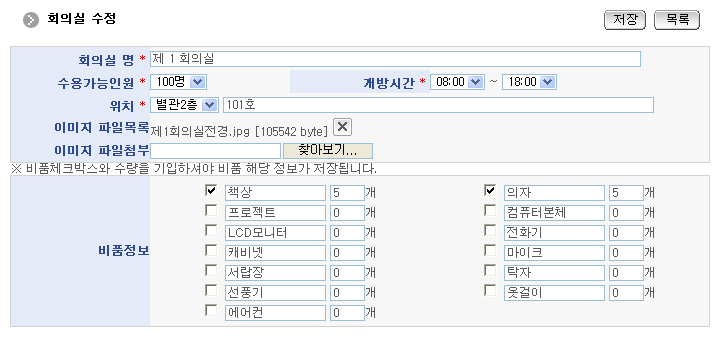 회의실 수정 저장 목록
회의실 명 * 제 1 회의실
수용가능인원 * 100명 개방시간 * 08:00 ~ 18:00
위치 * 별관2층 101호
이미지 파일목록 제1회의실전경.jpg [105542 byte]
이미지 파일첨부 찾아보기...
※ 비품체크박스와 수량을 기입하셔야 비품 해당 정보가 저장됩니다.
책상 5 개 의자 5 개
프로젝트 0 개 컴퓨터본체 0 개
LCD모니터 0 개 전화기 0 개
비품정보 캐비넷 0 개 마이크 0 개
서랍장 0 개 탁자 0 개
선풍기 0 개 옷걸이 0 개
에어컨 0 개